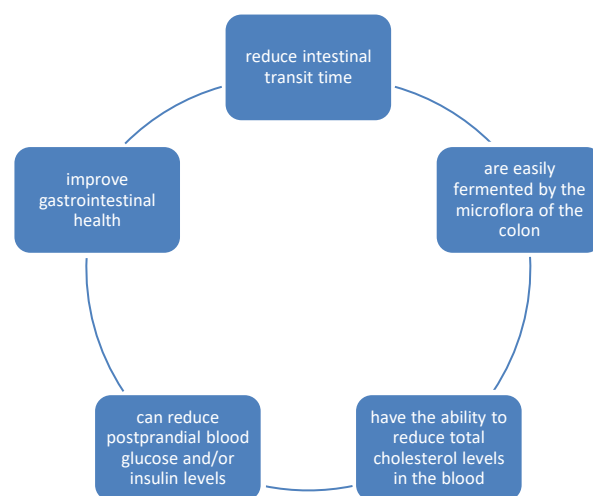 reduce intestinal
transit time
are easily
fermented by the
microflora of the
colon
have the ability to
reduce total
cholesterol levels
in the blood
can reduce
postprandial blood
glucose and/or
insulin levels
improve
gastrointestinal
health